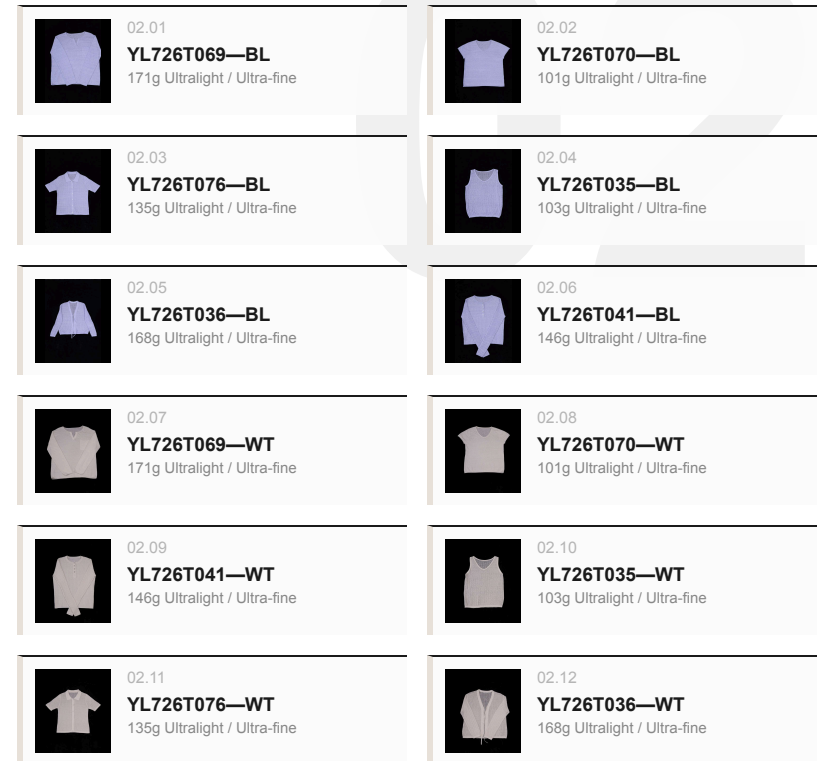 02.01
YL726T069—BL
171g Ultralight / Ultra-fine
02.02
YL726T070—BL
101g Ultralight / Ultra-fine
02.03
YL726T076—BL
135g Ultralight / Ultra-fine
02.04
YL726T035—BL
103g Ultralight / Ultra-fine
02.05
YL726T036—BL
168g Ultralight / Ultra-fine
02.06
YL726T041—BL
146g Ultralight / Ultra-fine
02.07
YL726T069—WT
171g Ultralight / Ultra-fine
02.08
YL726T070—WT
101g Ultralight / Ultra-fine
02.09
YL726T041—WT
146g Ultralight / Ultra-fine
02.10
YL726T035—WT
103g Ultralight / Ultra-fine
02.11
YL726T076—WT
135g Ultralight / Ultra-fine
02.12
YL726T036—WT
168g Ultralight / Ultra-fine
02